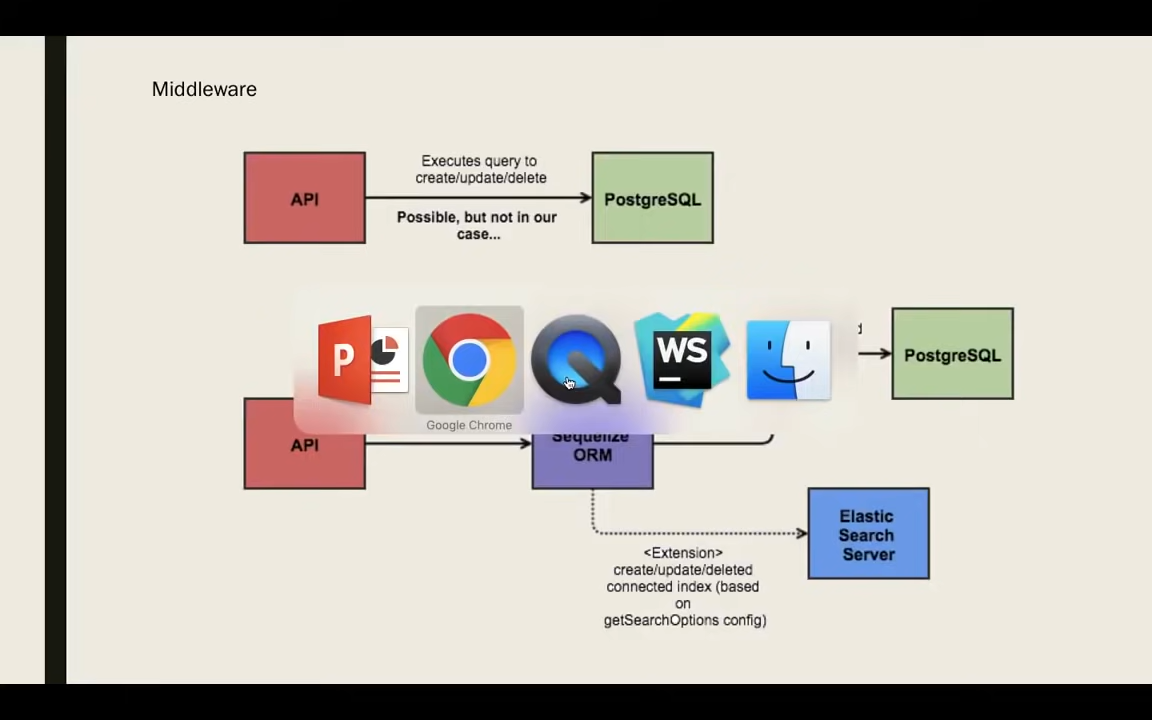 Middleware
Executes query to
create/update/delete
API
PostgreSQL
Possible, but not in our
case...
P
WS
Google Chrome
PostgreSQL
API
Sequelize
ORM
Elastic
Search
Server
<Extension>
create/update/deleted
connected index (based
on
getSearchOptions config)